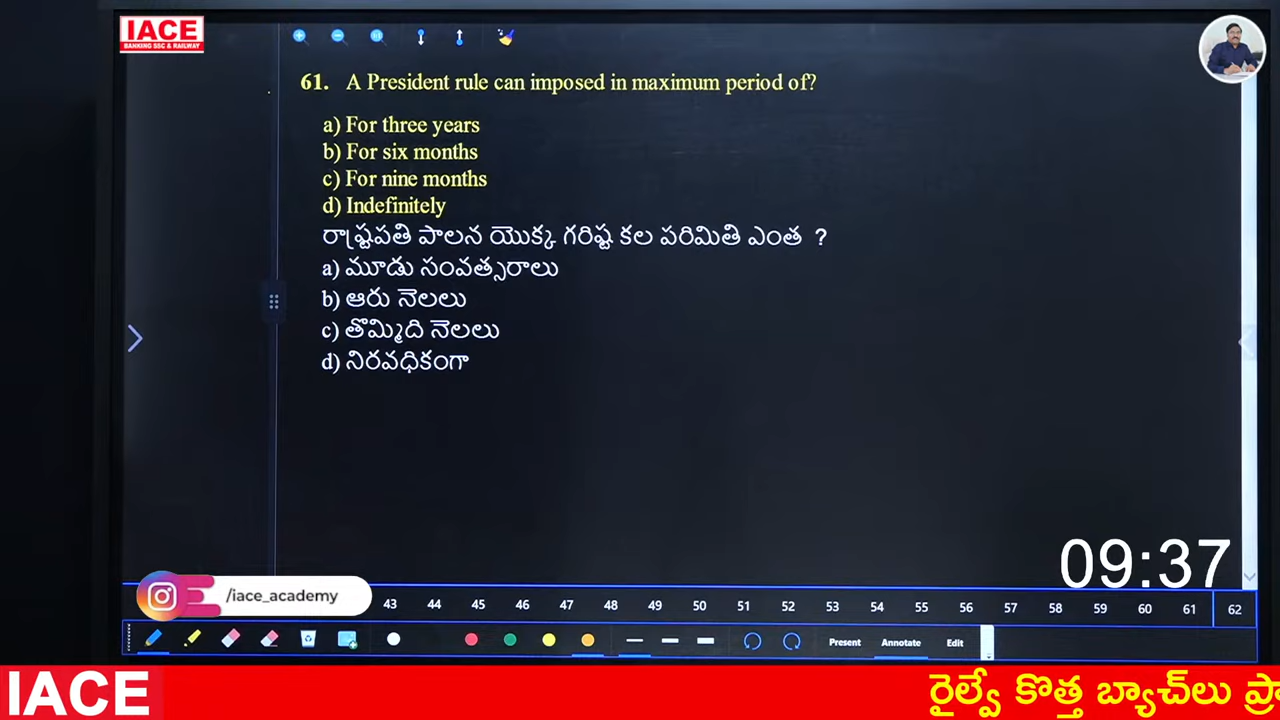 IACE
BANKING SSC & RAILWAY
61. A President rule can imposed in maximum period of?
a) For three years
b) For six months
c) For nine months
d) Indefinitely
రాష్ట్రపతి పాలన యొక్క గరిష్ట కల పరిమితి ఎంత ?
a) మూడు సంవత్సరాలు
b) ఆరు నెలలు
c) తొమ్మిది నెలలు
d) నిరవధికంగా
09:37
/iace_academy
43 44 45 46 47 48 49 50 51 52 53 54 55 56 57 58 59 60 61 62
Present Annotate Edit
IACE
రైల్వే కొత్త బ్యాచ్‌లు ప్రా